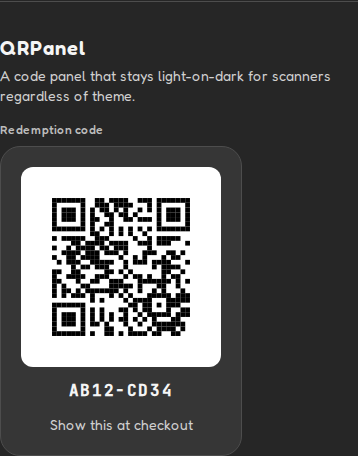 QRPanel
A code panel that stays light-on-dark for scanners
regardless of theme.
Redemption code
AB12-CD34
Show this at checkout